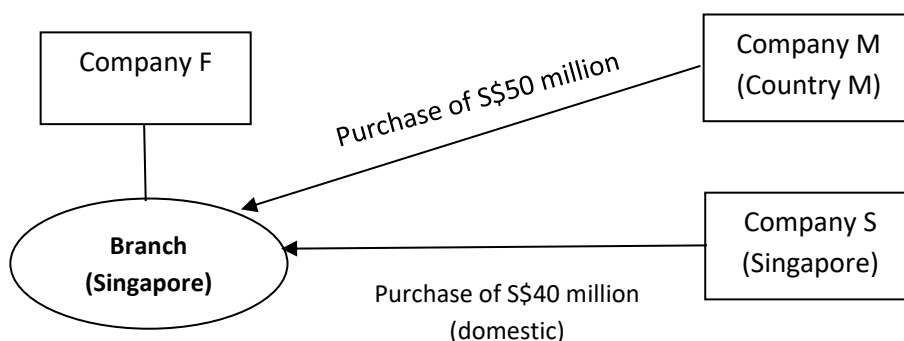 Company F
Company M
(Country M)
Purchase of S$50 million
Branch
(Singapore)
Company S
(Singapore)
Purchase of S$40 million
(domestic)